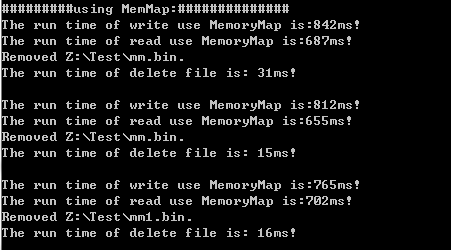 #########using MemMap:##############
The run time of write use MemoryMap is:842ms!
The run time of read use MemoryMap is:687ms!
Removed Z:\Test\mm.bin.
The run time of delete file is: 31ms!
The run time of write use MemoryMap is:812ms!
The run time of read use MemoryMap is:655ms!
Removed Z:\Test\mm.bin.
The run time of delete file is: 15ms!
The run time of write use MemoryMap is:765ms!
The run time of read use MemoryMap is:702ms!
Removed Z:\Test\mm1.bin.
The run time of delete file is: 16ms!